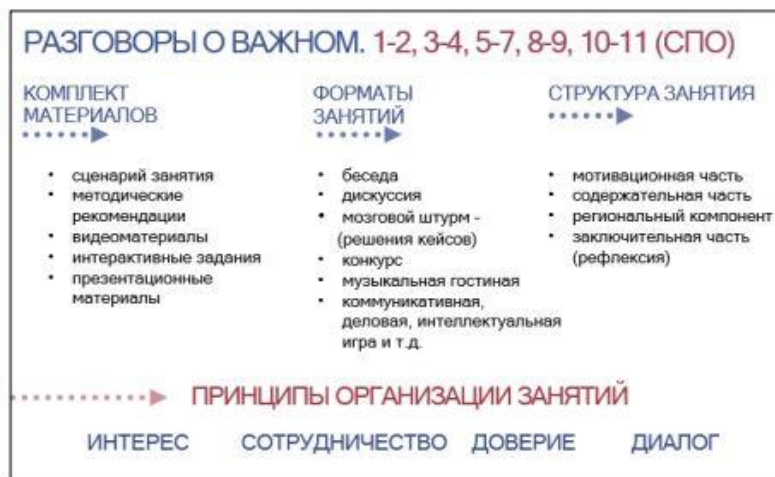 РАЗГОВОРЫ О ВАЖНОМ. 1-2, 3-4, 5-7, 8-9, 10-11 (СПО)
КОМПЛЕКТ
МАТЕРИАЛОВ
• сценарий занятия
• методические
рекомендации
• видеоматериалы
• интерактивные задания
• презентационные
материалы
ФОРМАТЫ
ЗАНЯТИЙ
• беседа
• дискуссия
• мозговой штурм -
(решения кейсов)
• конкурс
• музыкальная гостиная
• коммуникативная,
деловая, интеллектуальная
игра и т.д.
СТРУКТУРА ЗАНЯТИЯ
• мотивационная часть
• содержательная часть
• региональный компонент
• заключительная часть
(рефлексия)
ПРИНЦИПЫ ОРГАНИЗАЦИИ ЗАНЯТИЙ
ИНТЕРЕС СОТРУДНИЧЕСТВО ДОВЕРИЕ ДИАЛОГ